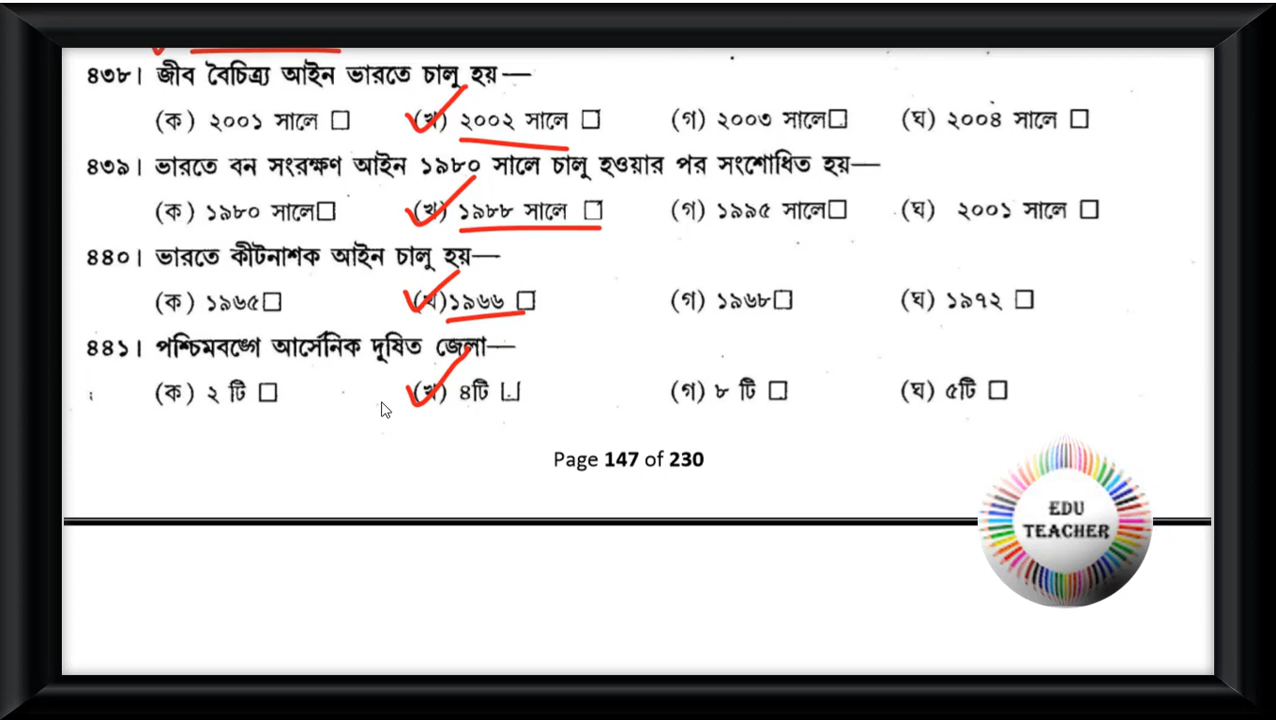 ৪৩৮। জীব বৈচিত্র্য আইন ভারতে চালু হয়—
(ক) ২০০১ সালে □ (খ) ২০০২ সালে □ (গ) ২০০৩ সালে□ (ঘ) ২০০৪ সালে □
৪৩৯। ভারতে বন সংরক্ষণ আইন ১৯৮০ সালে চালু হওয়ার পর সংশোধিত হয়—
(ক) ১৯৮০ সালে□ (খ) ১৯৮৮ সালে □ (গ) ১৯৯৫ সালে□ (ঘ) ২০০১ সালে □
৪৪০। ভারতে কীটনাশক আইন চালু হয়—
(ক) ১৯৬৫□ (খ)১৯৬৬ □ (গ) ১৯৬৮□ (ঘ) ১৯৭২ □
৪৪১। পশ্চিমবঙ্গে আর্সেনিক দূষিত জেলা—
(ক) ২ টি □ (খ) ৪টি □ (গ) ৮ টি □ (ঘ) ৫টি □
Page 147 of 230
EDU
TEACHER